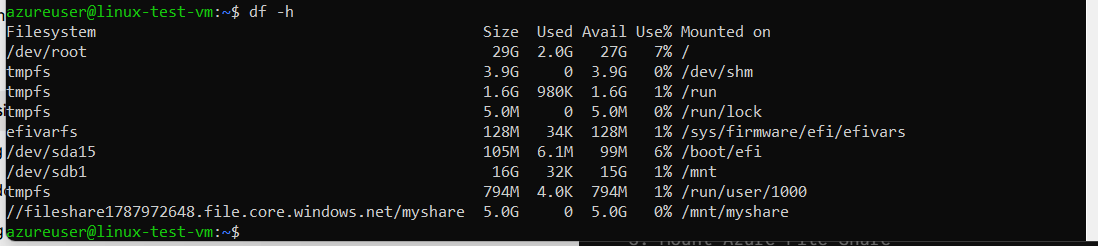 azureuser@linux-test-vm:~$ df -h
Filesystem                                      Size  Used Avail Use% Mounted on
/dev/root                                        29G  2.0G   27G   7% /
tmpfs                                           3.9G     0  3.9G   0% /dev/shm
tmpfs                                           1.6G  980K  1.6G   1% /run
tmpfs                                           5.0M     0  5.0M   0% /run/lock
efivarfs                                        128M   34K  128M   1% /sys/firmware/efi/efivars
/dev/sda15                                      105M  6.1M   99M   6% /boot/efi
/dev/sdb1                                        16G   32K   15G   1% /mnt
tmpfs                                           794M  4.0K  794M   1% /run/user/1000
//fileshare1787972648.file.core.windows.net/myshare  5.0G     0  5.0G   0% /mnt/myshare
azureuser@linux-test-vm:~$